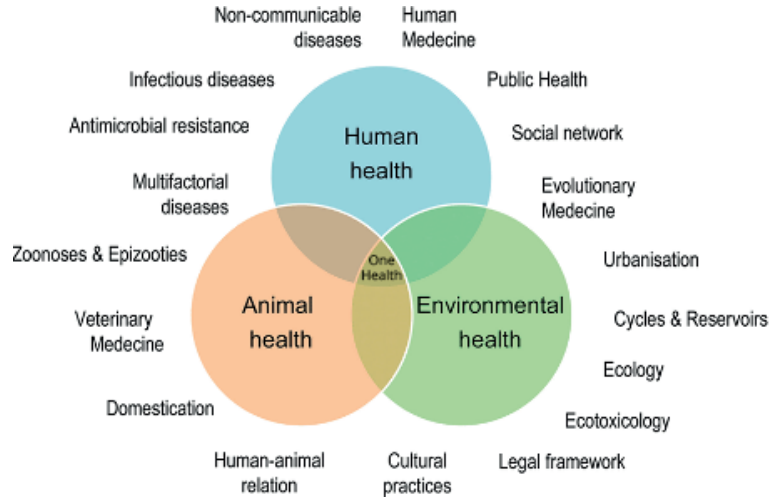 Non-communicable
diseases
Human
Medecine
Infectious diseases
Public Health
Antimicrobial resistance
Social network
Human
health
Multifactorial
diseases
Evolutionary
Medecine
Zoonoses & Epizooties
One
Health
Urbanisation
Animal
health
Environmental
health
Veterinary
Medecine
Cycles & Reservoirs
Ecology
Domestication
Ecotoxicology
Human-animal
relation
Cultural
practices
Legal framework